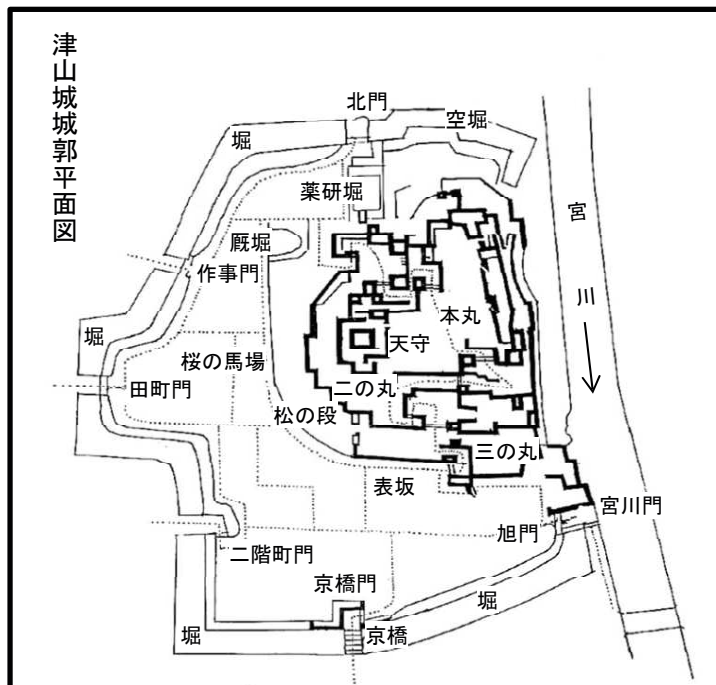 津山城城郭平面図
北門
空堀
堀
薬研堀
宮川
厩堀
作事門
本丸
堀
天守
桜の馬場
田町門
二の丸
松の段
三の丸
表坂
宮川門
旭門
二階町門
京橋門
堀
堀
京橋